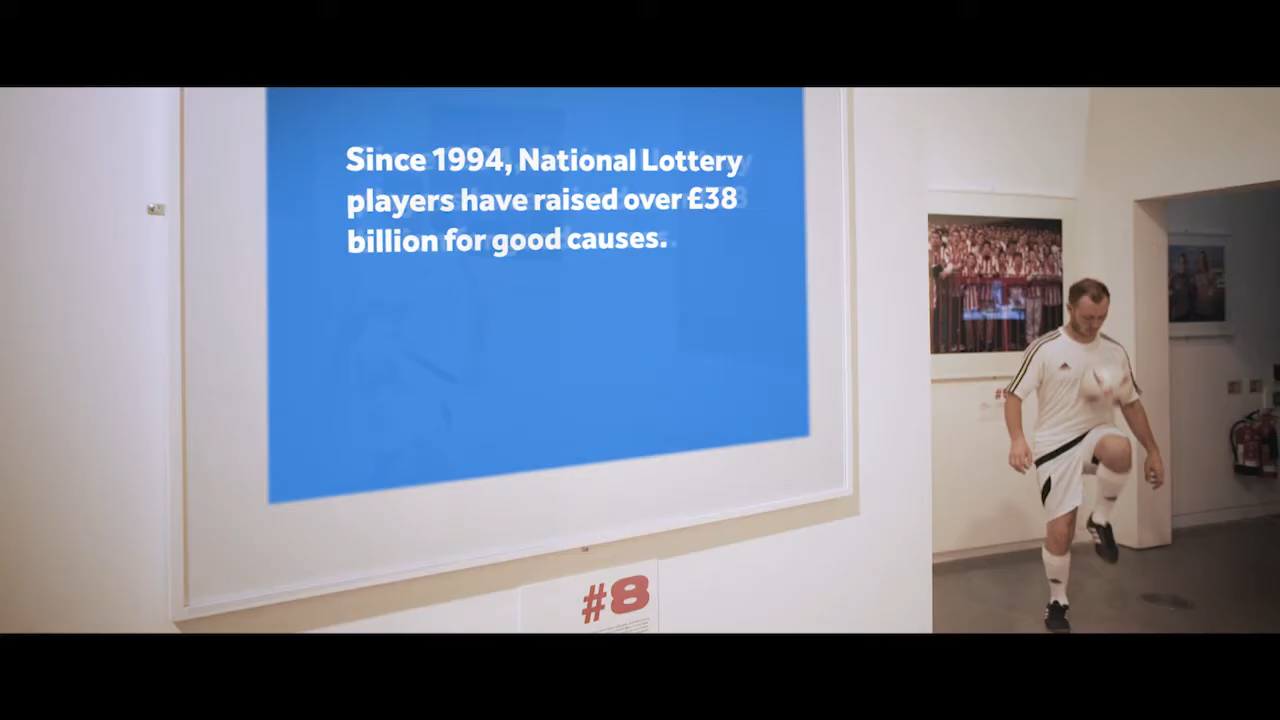 Since 1994, National Lottery
players have raised over £38
billion for good causes.
#8